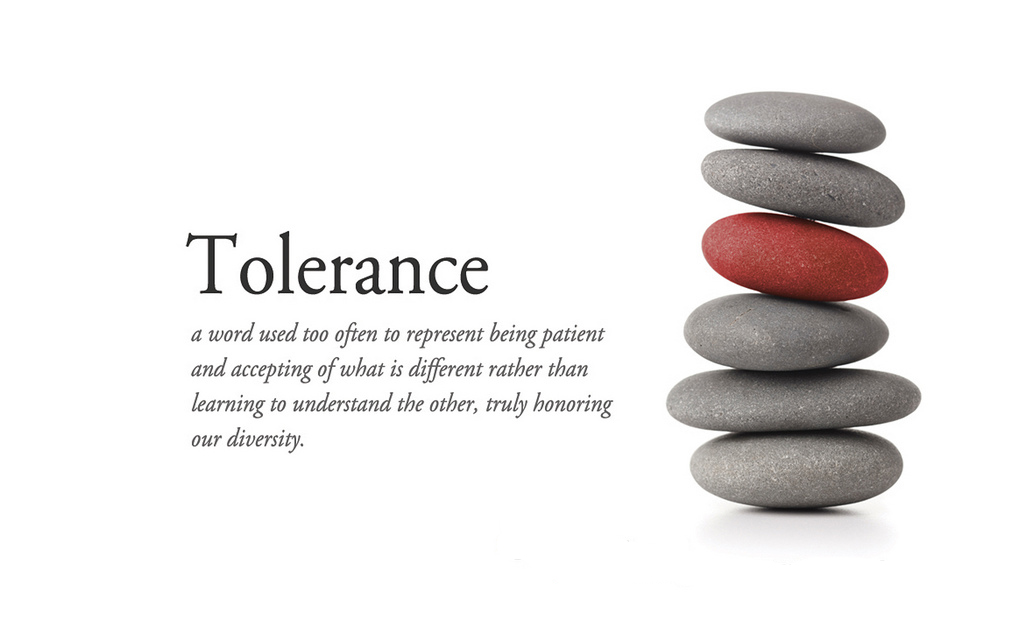 Tolerance
a word used too often to represent being patient
and accepting of what is different rather than
learning to understand the other, truly honoring
our diversity.